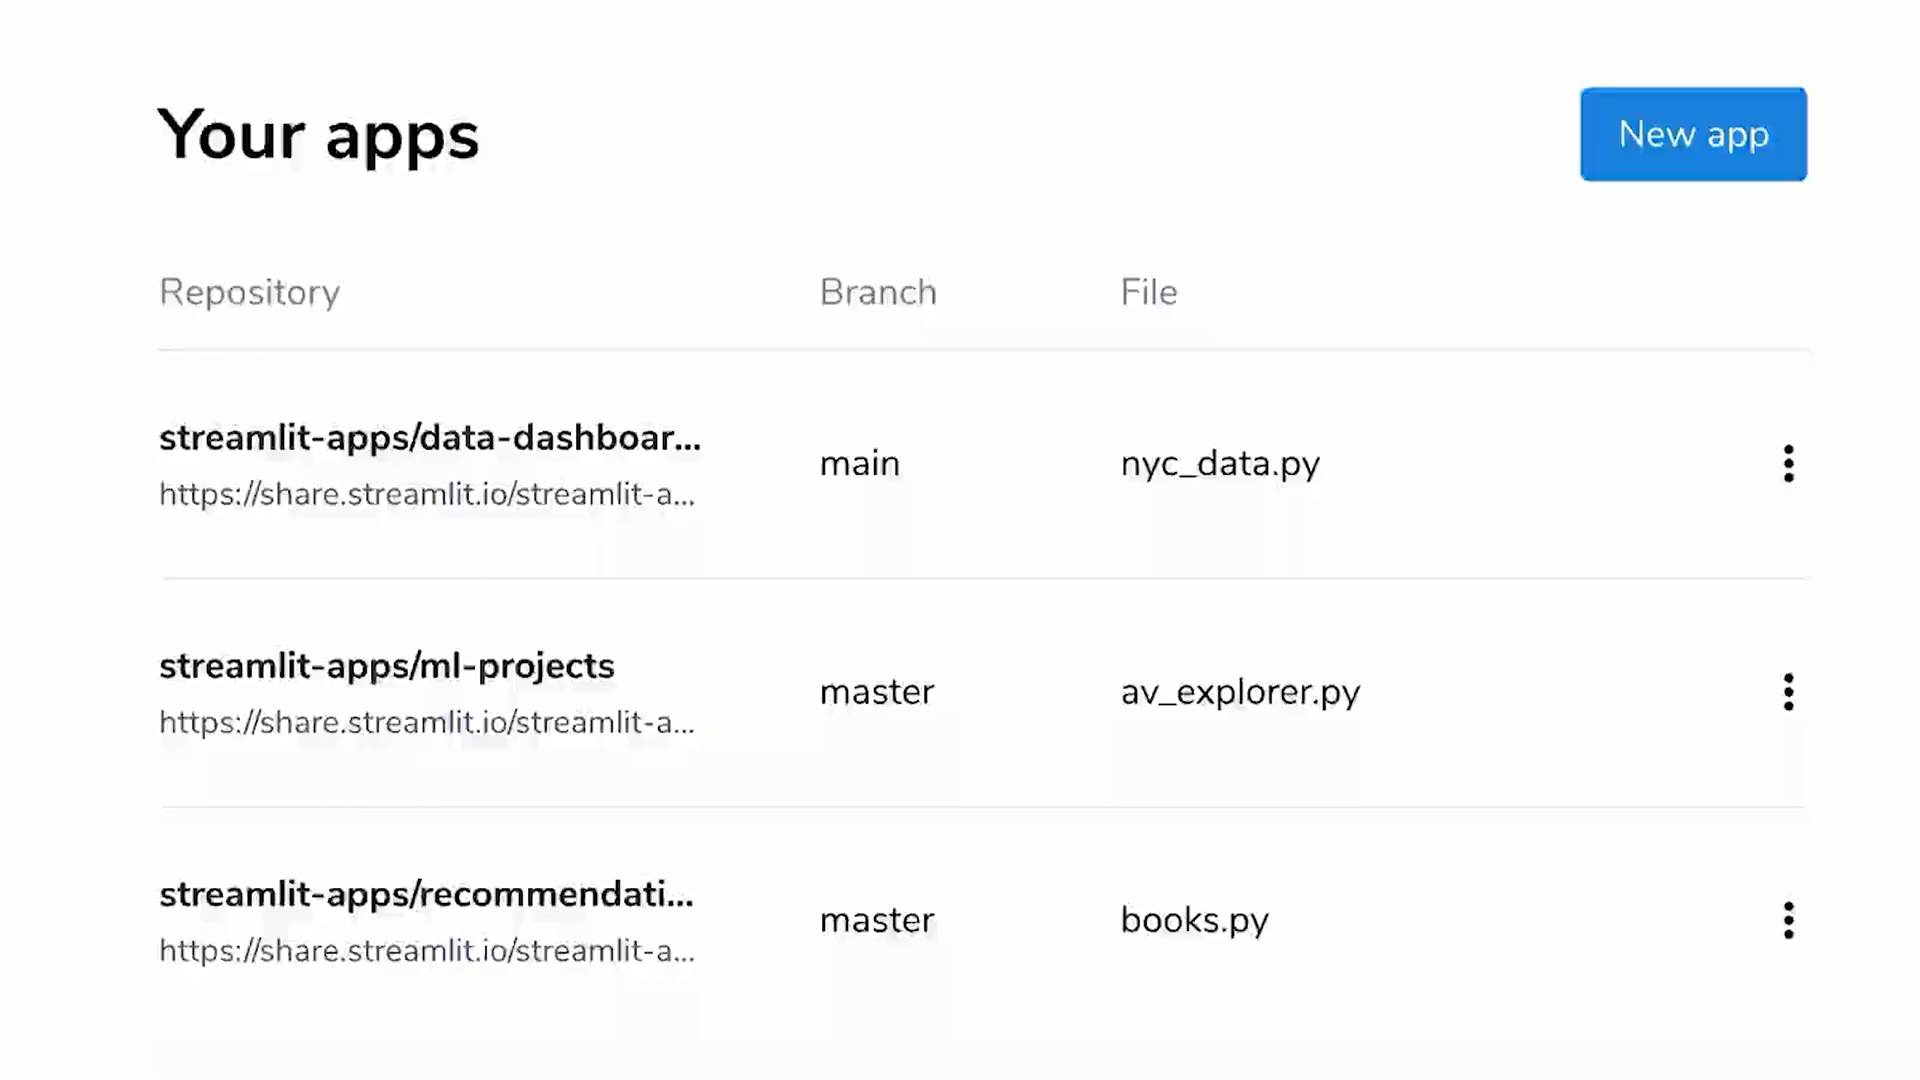 Your apps
New app
Repository Branch File
streamlit-apps/data-dashboar...
https://share.streamlit.io/streamlit-a...
main
nyc_data.py
streamlit-apps/ml-projects
https://share.streamlit.io/streamlit-a...
master
av_explorer.py
streamlit-apps/recommendati...
https://share.streamlit.io/streamlit-a...
master
books.py